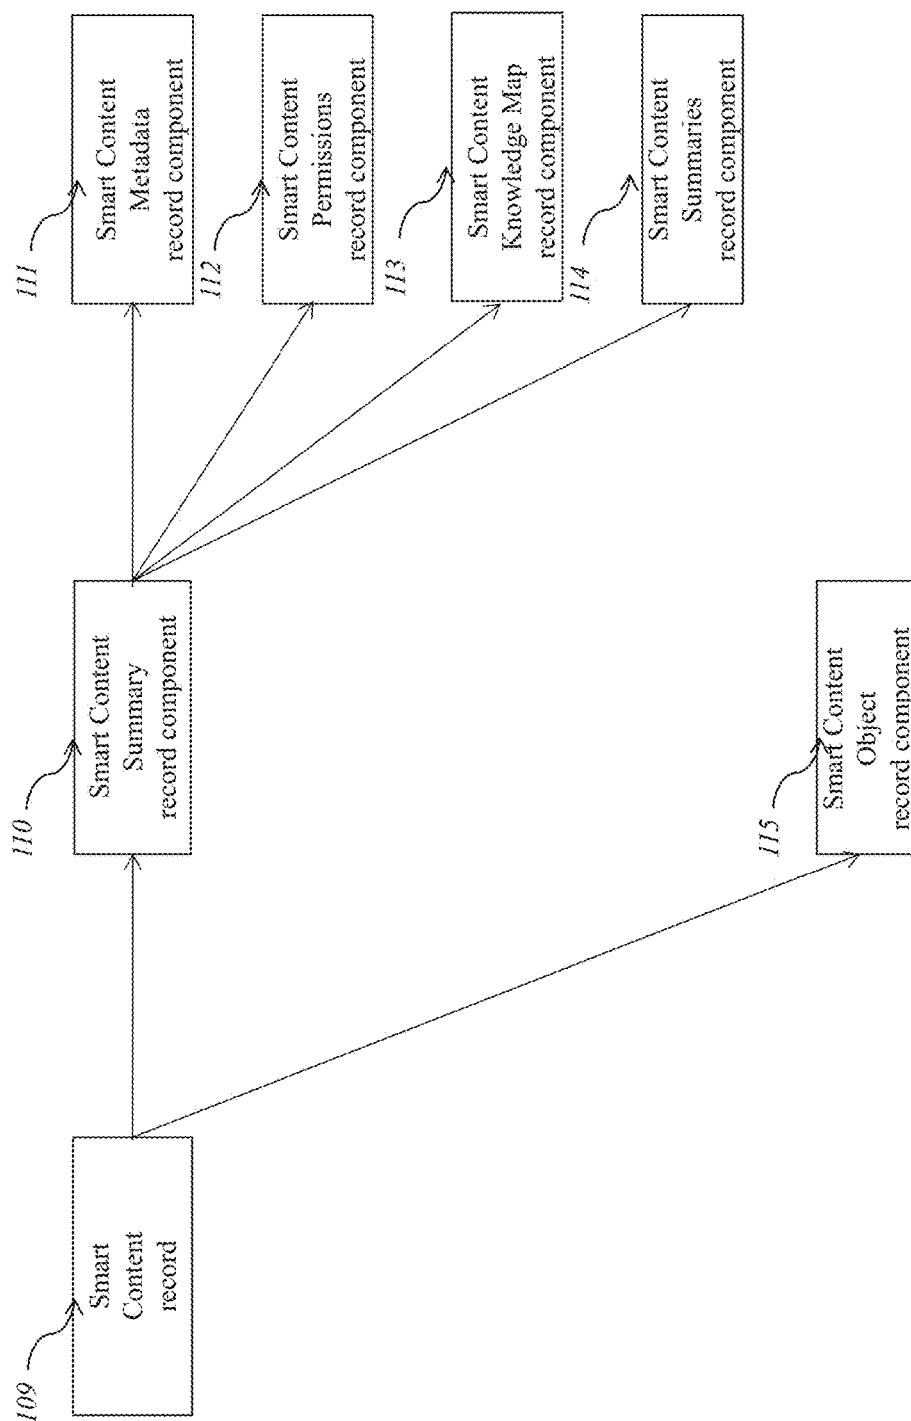 109
Smart
Content
record
110
Smart Content
Summary
record component
115
Smart Content
Object
record component
111
Smart Content
Metadata
record component
112
Smart Content
Permissions
record component
113
Smart Content
Knowledge Map
record component
114
Smart Content
Summaries
record component